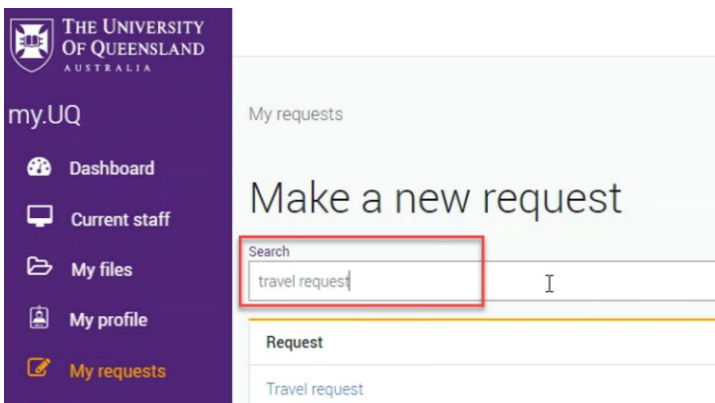 THE UNIVERSITY
OF QUEENSLAND
AUSTRALIA
my.UQ
Dashboard
Current staff
My files
My profile
My requests
My requests
Make a new request
Search
travel request
Request
Travel request